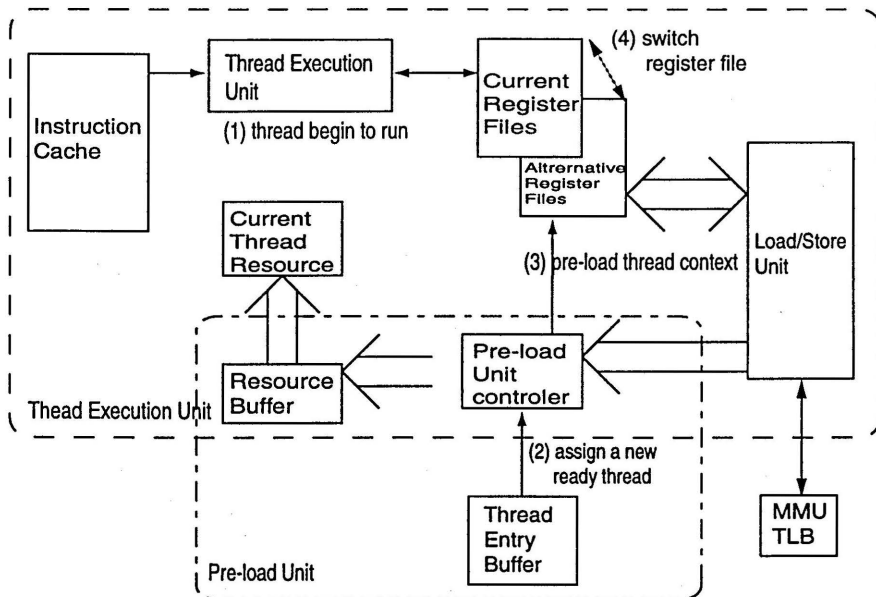 (4) switch
register file
Thread Execution
Unit
Current
Register
Files
Instruction
Cache
(1) thread begin to run
Altrernative
Register
Files
Current
Thread
Resource
Load/Store
Unit
(3) pre-load thread context
Pre-load
Unit
controler
Resource
Buffer
Thead Execution Unit
(2) assign a new
ready thread
Thread
Entry
Buffer
MMU
TLB
Pre-load Unit